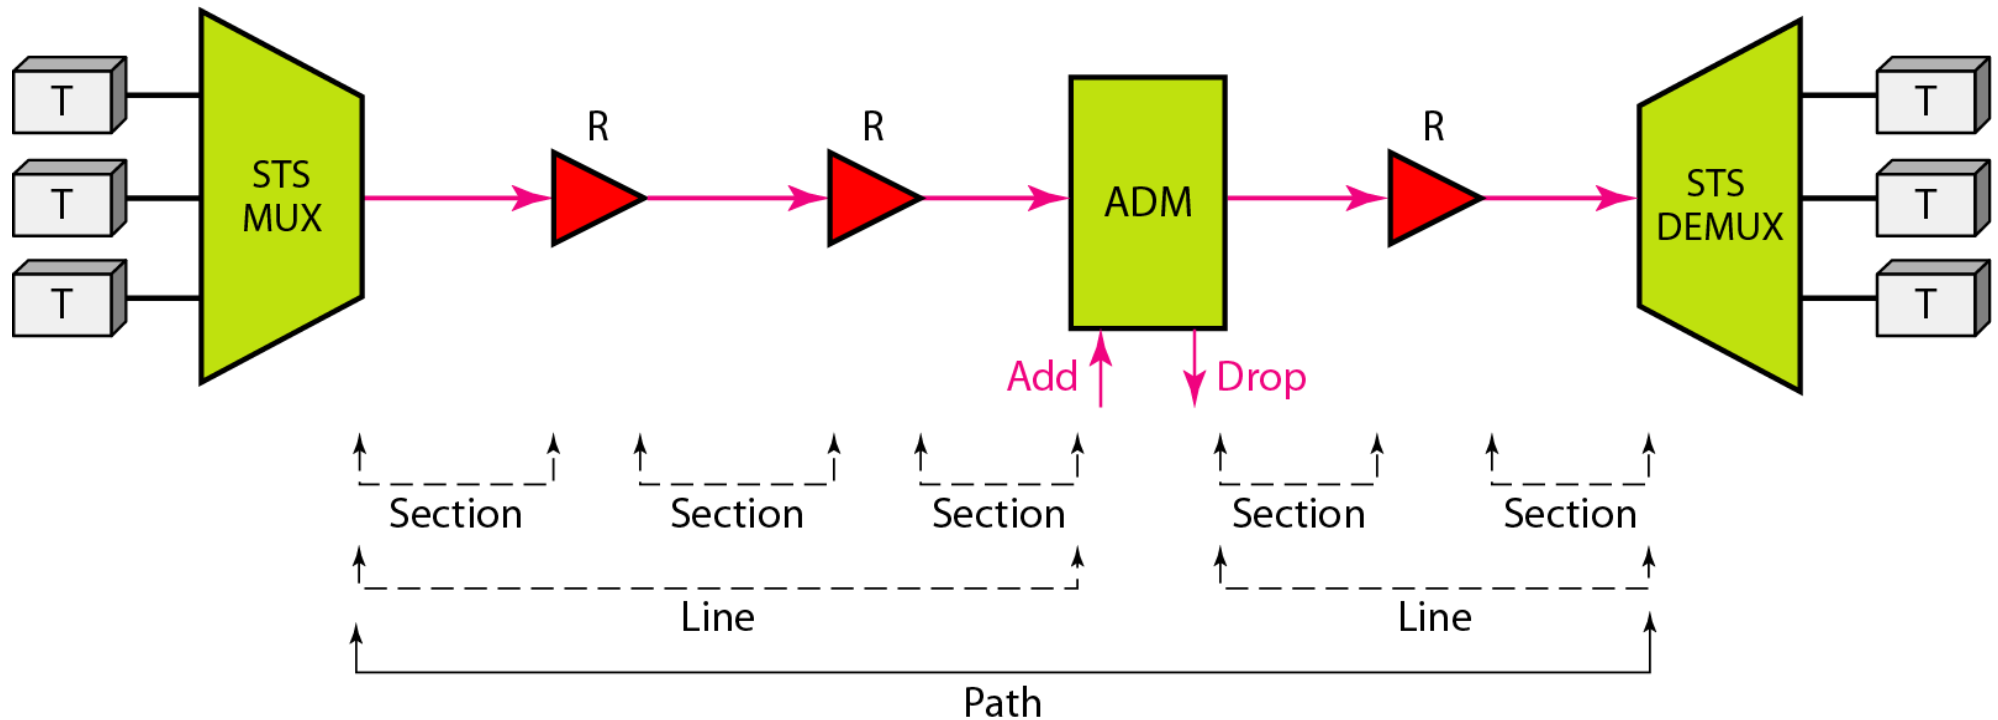 T
T
T
STS
MUX
R
R
ADM
R
STS
DEMUX
T
T
T
Add
Drop
Section
Section
Section
Section
Section
Line
Line
Path